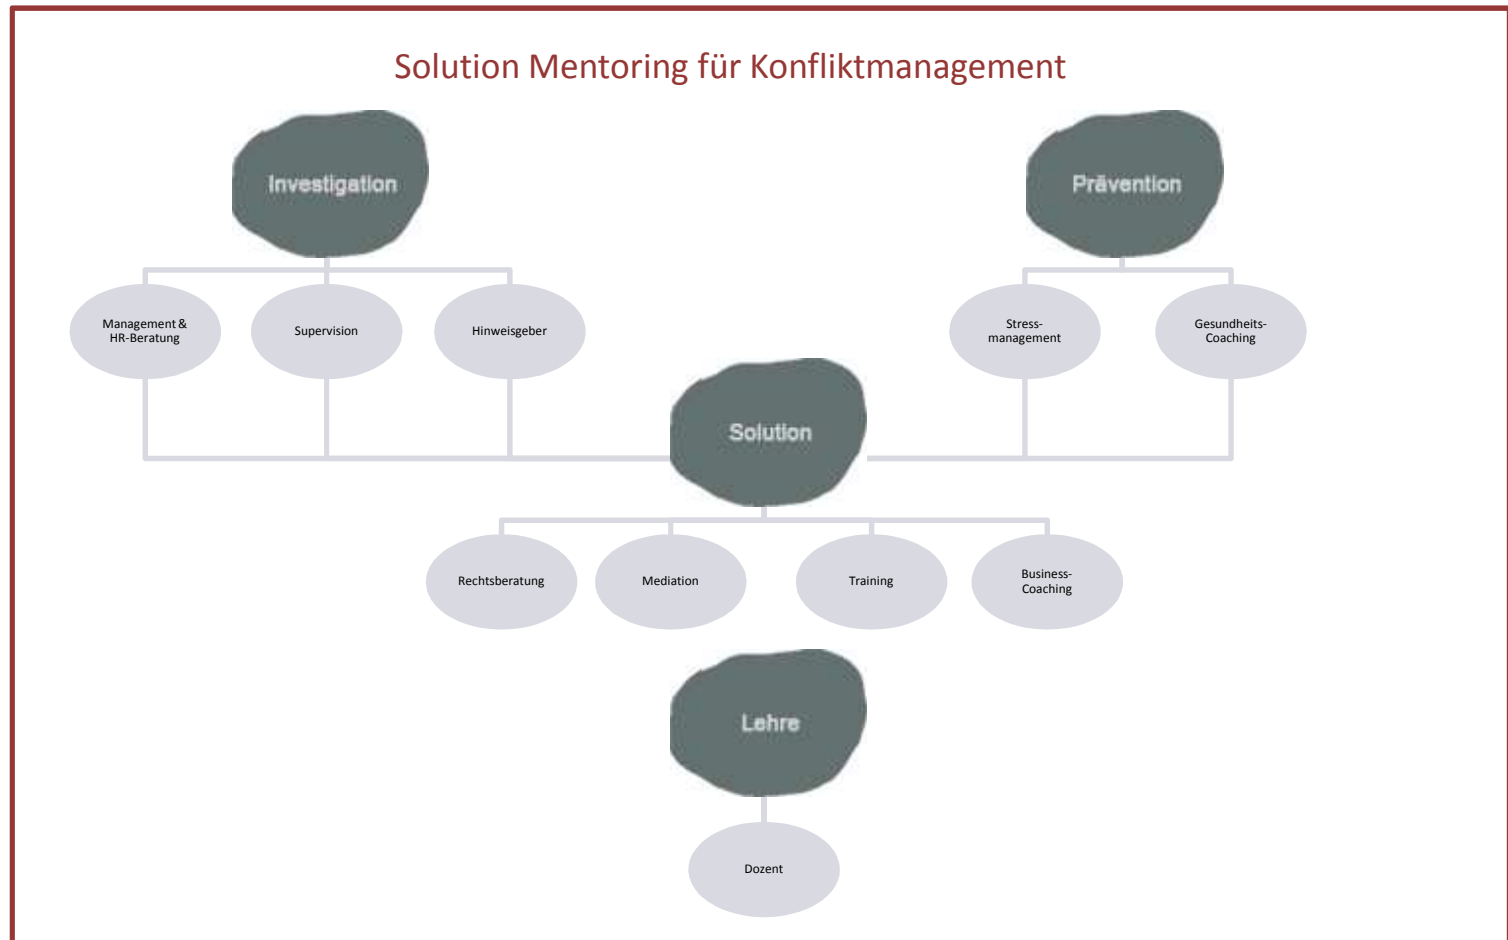 Solution Mentoring für Konfliktmanagement
Investigation
Prävention
Management &
HR-Beratung
Supervision
Hinweisgeber
Stress-
management
Gesundheits-
Coaching
Solution
Rechtsberatung
Mediation
Training
Business-
Coaching
Lehre
Dozent